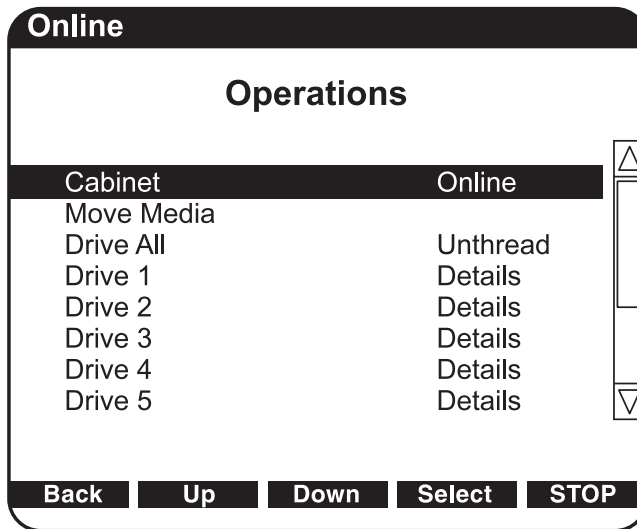 Online
Operations
Cabinet Online
Move Media
Drive All Unthread
Drive 1 Details
Drive 2 Details
Drive 3 Details
Drive 4 Details
Drive 5 Details
Back Up Down Select STOP